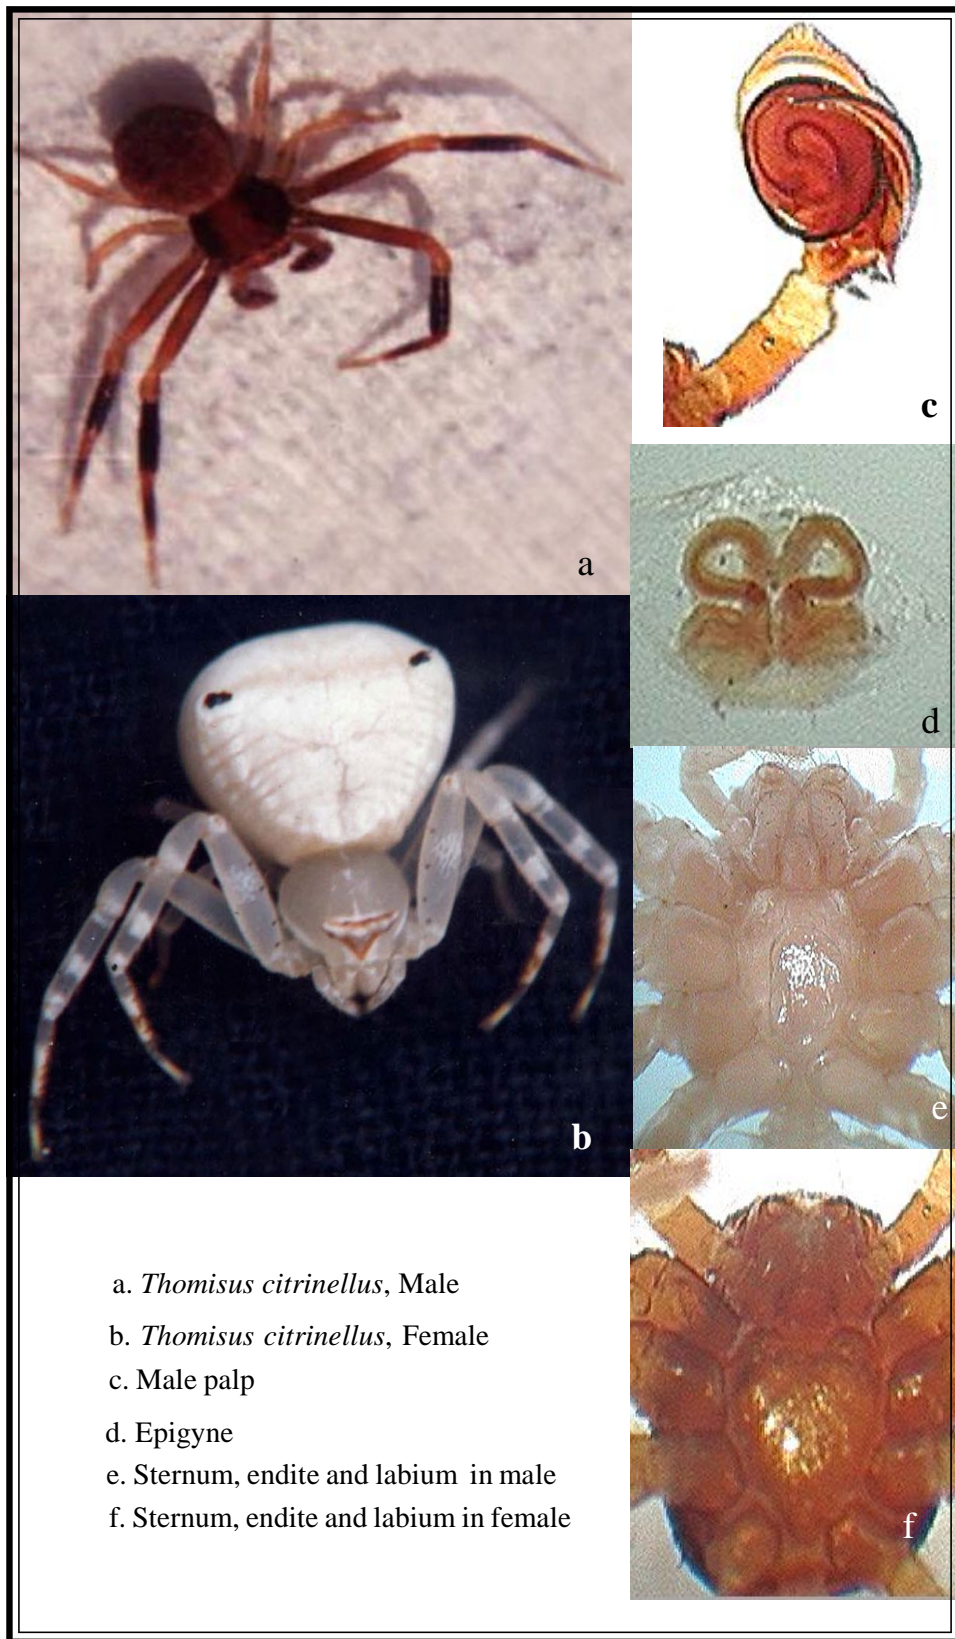 a
c
d
b
e
f
a. Thomisus citrinellus, Male
b. Thomisus citrinellus, Female
c. Male palp
d. Epigyne
e. Sternum, endite and labium in male
f. Sternum, endite and labium in female